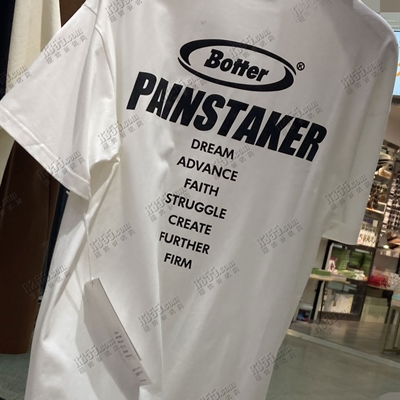 Botter
®
PAINSTAKER
DREAM
ADVANCE
FAITH
STRUGGLE
CREATE
FURTHER
FIRM